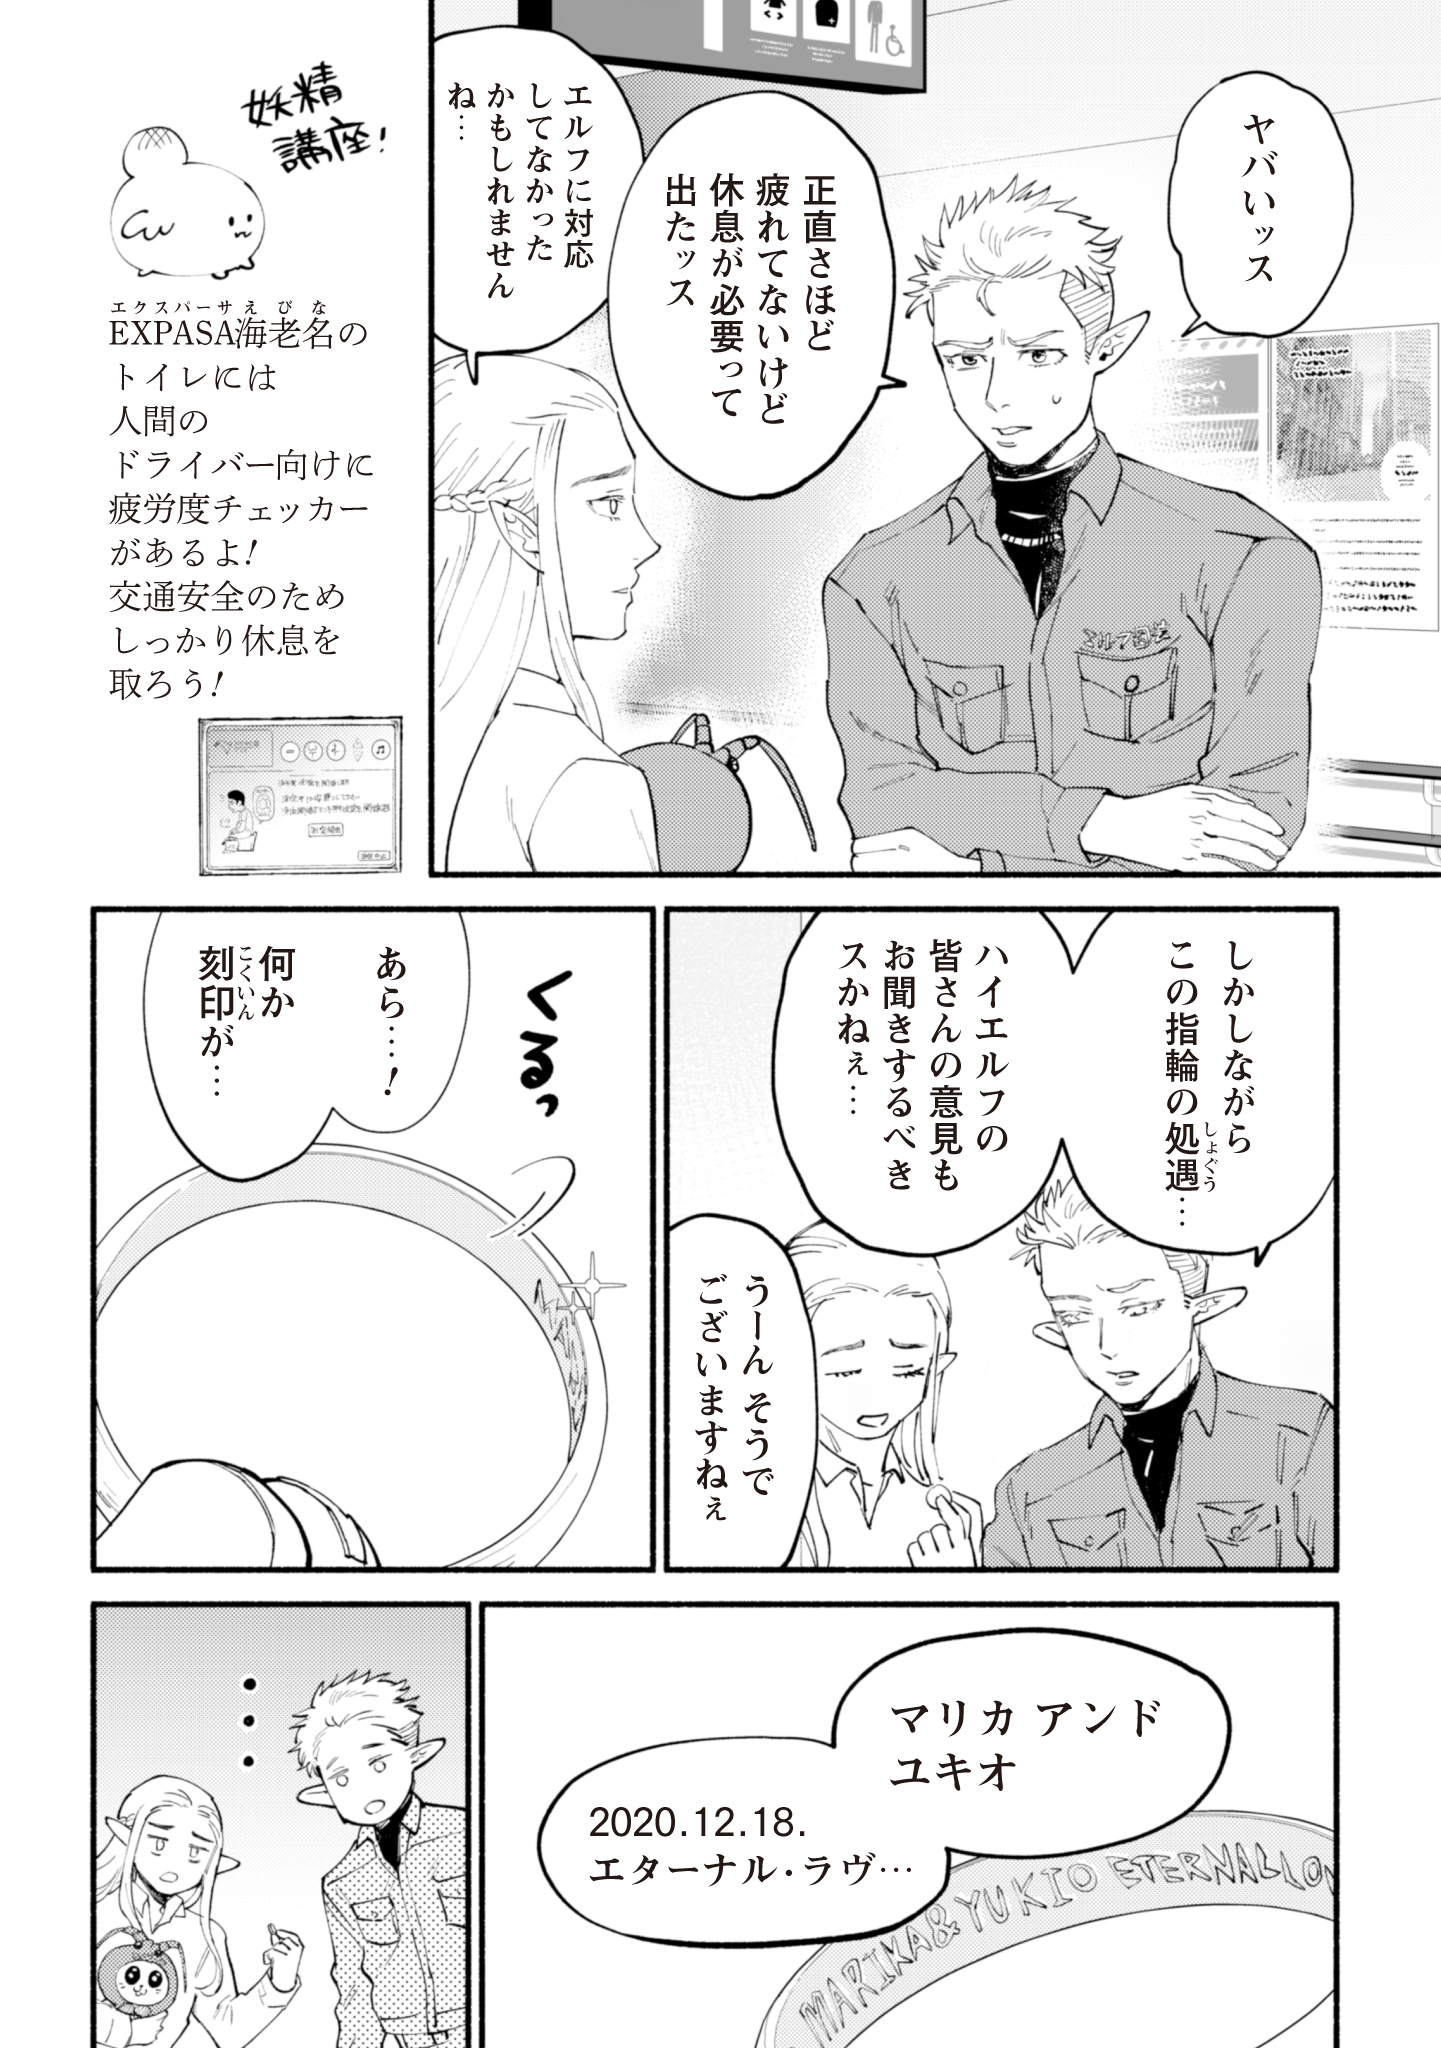 ヤバいッス
正直さほど
疲れてないけど
休息が必要って
出たッス
エルフに対応
してなかった
かもしれません
ね…
妖精
講座！
EXPASA海老名の
トイレには
人間の
ドライバー向けに
疲労度チェッカー
があるよ！
交通安全のため
しっかり休息を
取ろう！
エルフ印装
しかしながら
この指輪の処遇…
ハイエルフの
皆さんの意見も
お聞きするべき
スかねぇ…
うーん そうで
ございますねぇ
くるっ
あら…！
何か
刻印が…
マリカ アンド
ユキオ
2020.12.18.
エターナル・ラヴ…
MARIKA&YUKIO ETERNAL LOV